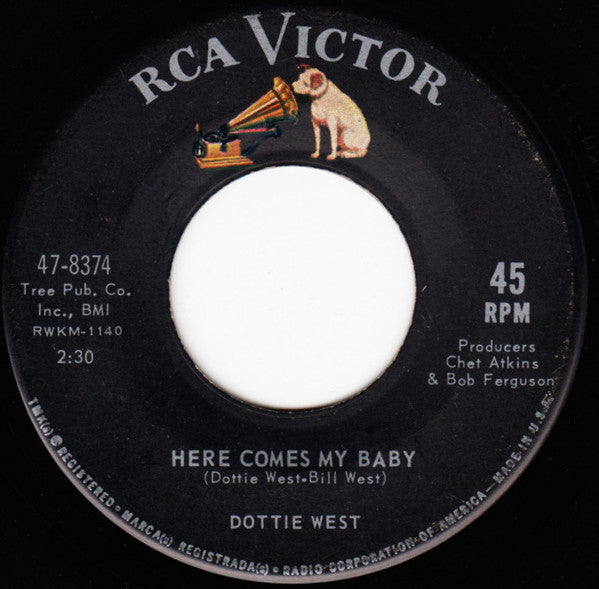 RCA VICTOR
47-8374
Tree Pub. Co.
Inc., BMI
RWKM-1140
2:30
45
RPM
Producers
Chet Atkins
& Bob Ferguson
HERE COMES MY BABY
(Dottie West-Bill West)
DOTTIE WEST
TMK(s) ® REGISTERED • MARCA(s) REGISTRADA(s) • RADIO CORPORATION OF AMERICA—MADE IN U.S.A.